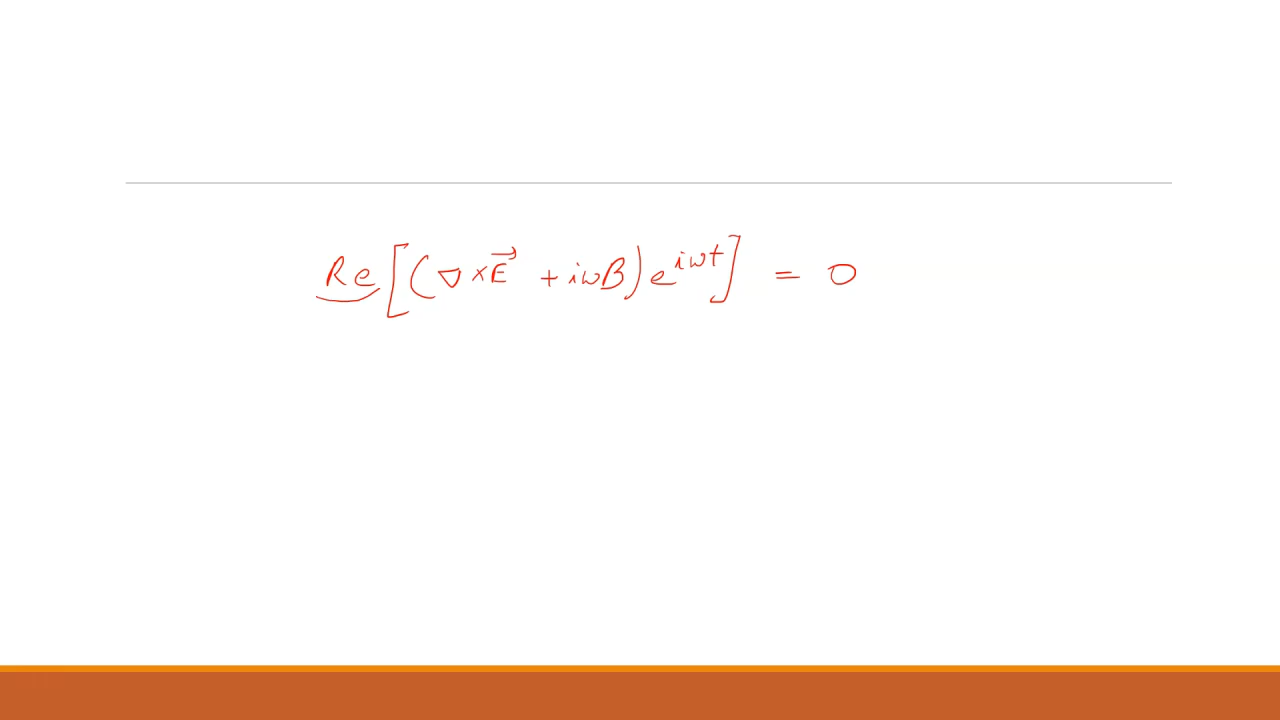 Re[(∇×E⃗ + iωB)e^{iωt}] = 0